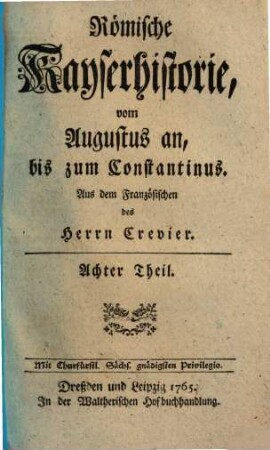 Römische
Kayserhistorie,
vom
Augustus an,
bis zum Constantinus.
Aus dem Französischen
des
Herrn Crevier.
Achter Theil.
Mit Churfürstl. Sächs. gnädigsten Privilegio.
Dreßden und Leipzig 1765.
In der Waltherischen Hofbuchhandlung.